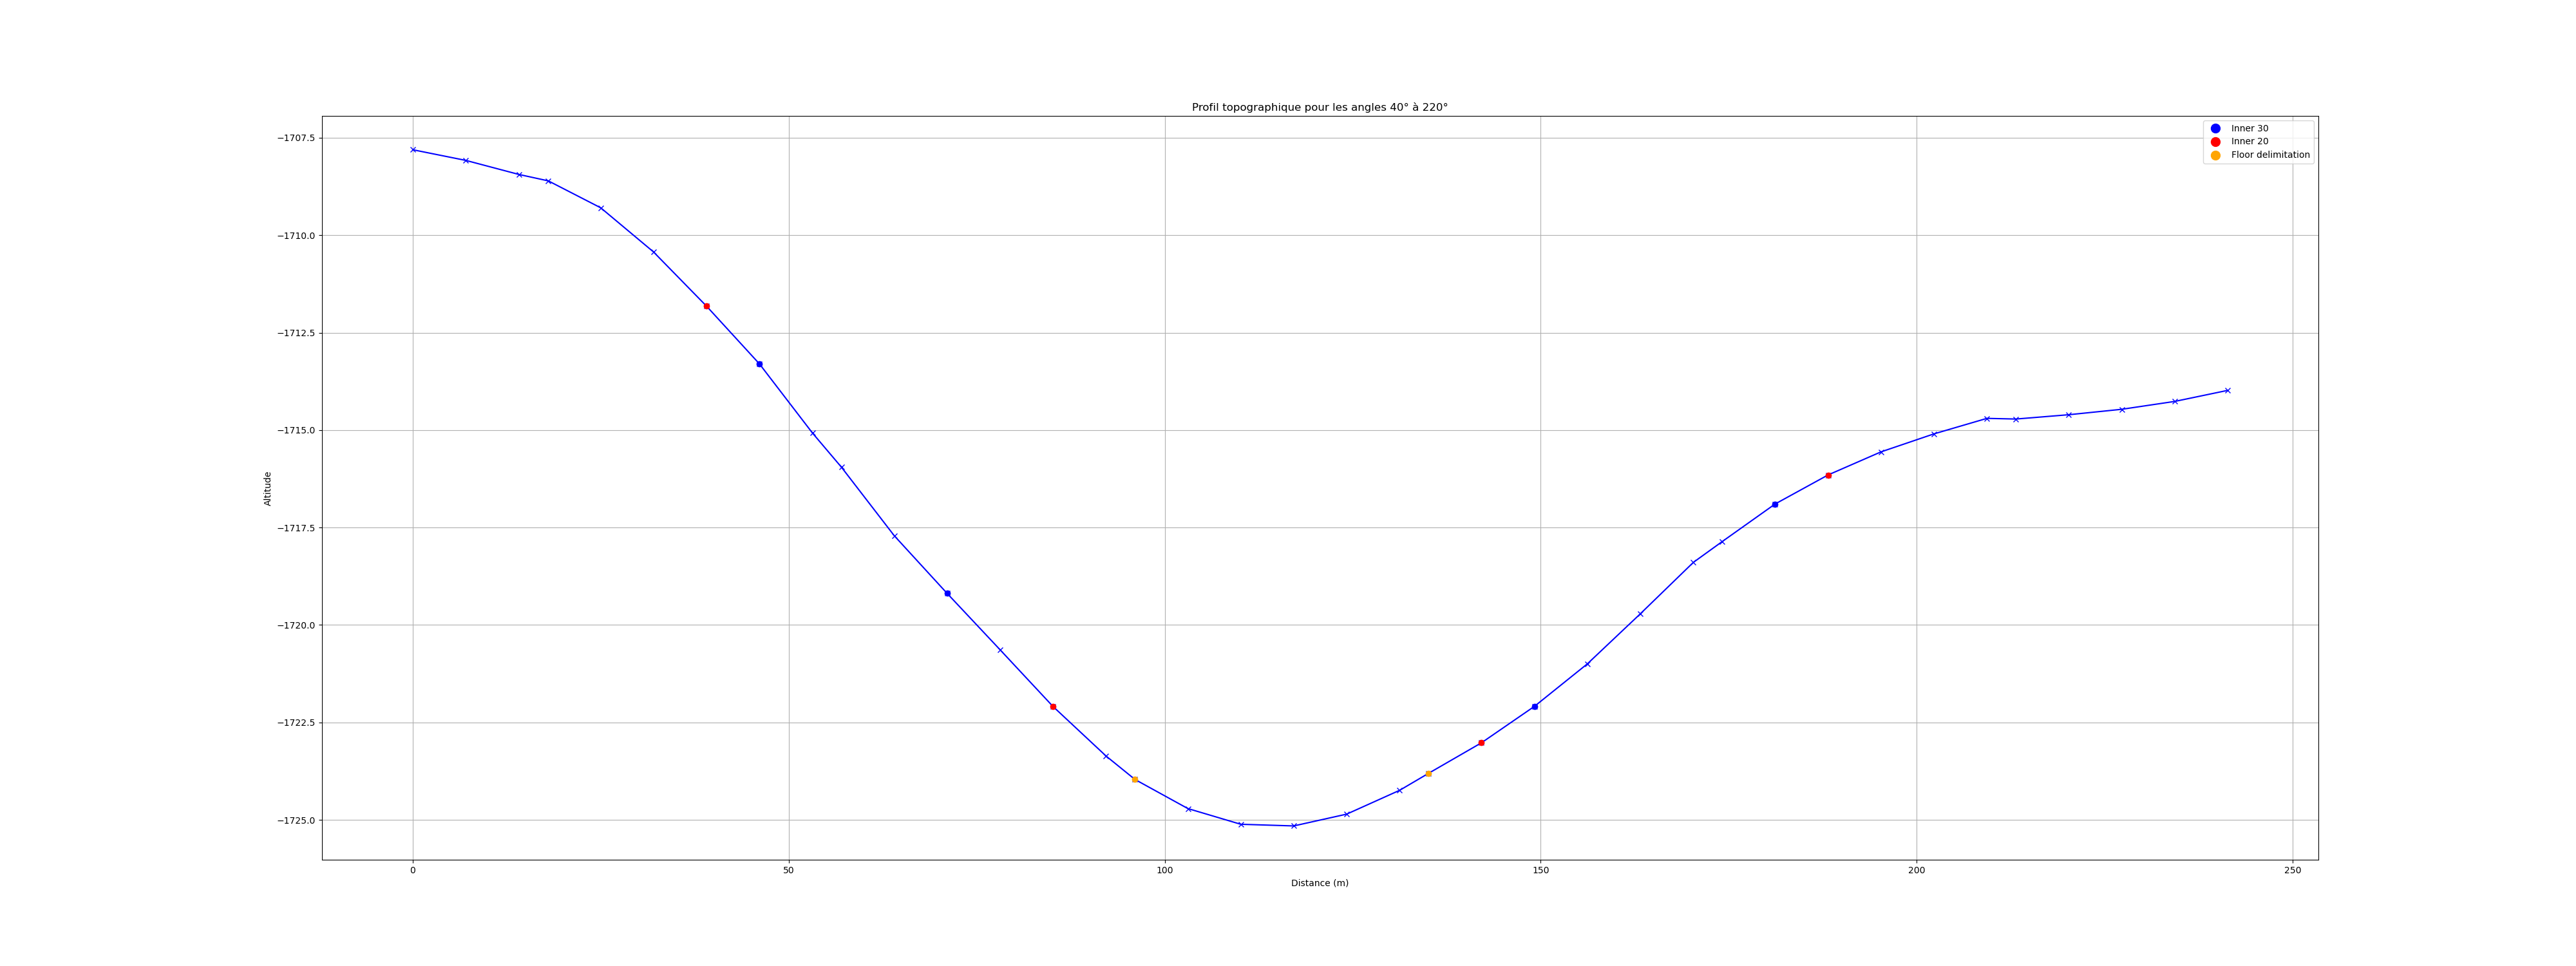 Profil topographique pour les angles 40° à 220°
Inner 30
Inner 20
Floor delimitation
−1707.5
−1710.0
−1712.5
−1715.0
−1717.5
−1720.0
−1722.5
−1725.0
Altitude
0 50 100 150 200 250
Distance (m)